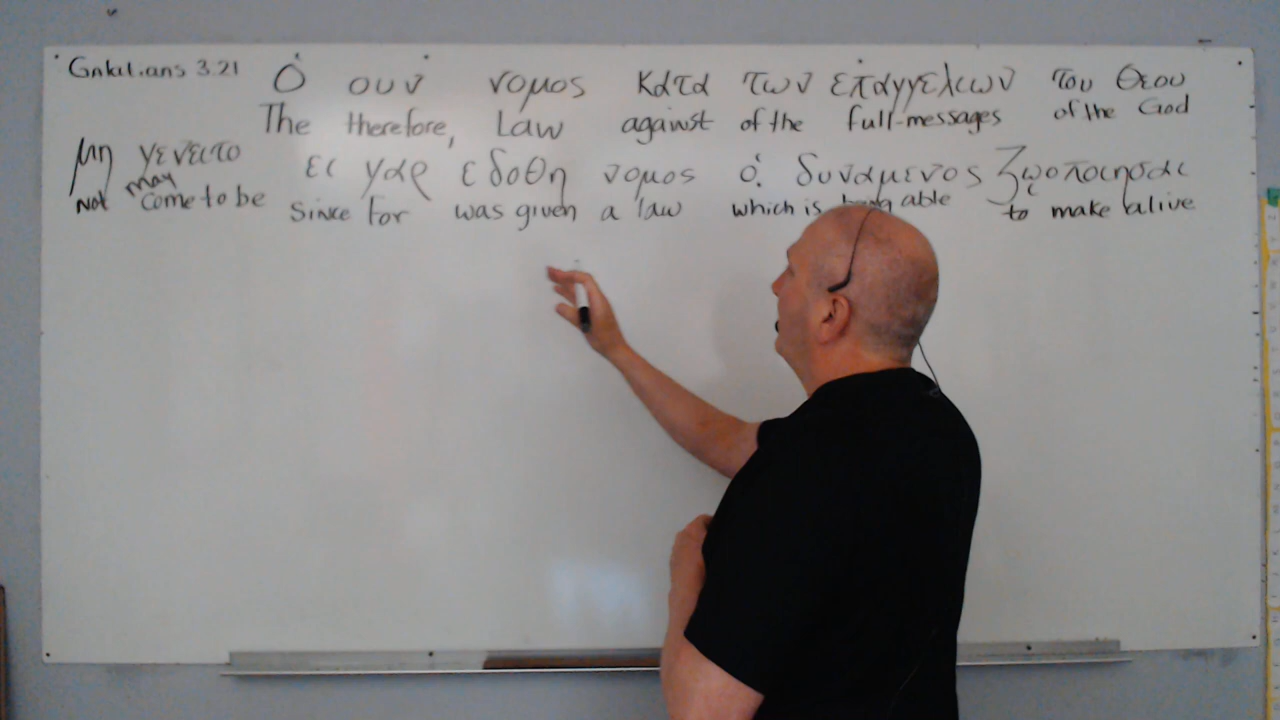 Galatians 3.21 Ὁ ουν νομος κατα των επαγγελιων του Θεου
The therefore, Law against of the full-messages of the God
μη γενοιτο ει γαρ εδοθη νομος ὁ δυναμενος ζωοποιησαι
not may come to be since for was given a law which is being able to make alive